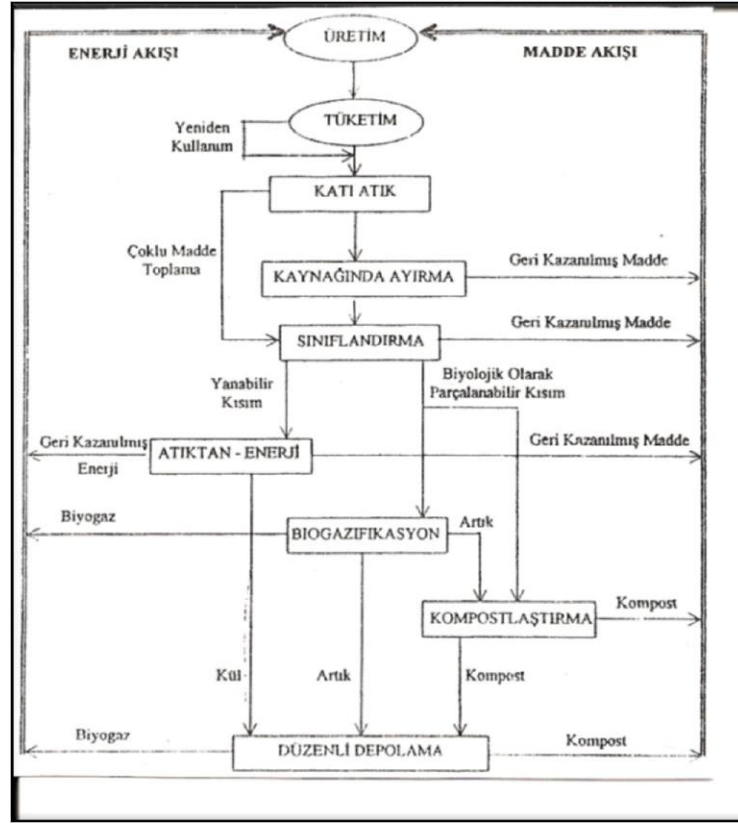 ÜRETİM
ENERJİ AKIŞI
MADDE AKIŞI
TÜKETİM
Yeniden
Kullanım
KATI ATIK
Çoklu Madde
Toplama
KAYNAĞINDA AYIRMA
Geri Kazanılmış Madde
SINIFLANDIRMA
Geri Kazanılmış Madde
Yanabilir
Kısım
Biyolojik Olarak
Parçalanabilir Kısım
Geri Kazanılmış
Enerji
ATIKTAN - ENERJİ
Geri Kazanılmış Madde
Biyogaz
BIOGAZIFIKASYON
Artık
KOMPOSTLAŞTIRMA
Kompost
Kül
Artık
Kompost
Biyogaz
DÜZENLİ DEPOLAMA
Kompost